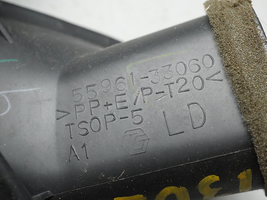 55961-33060
>PP+E/P-T20<
TSOP-5
A1 LD